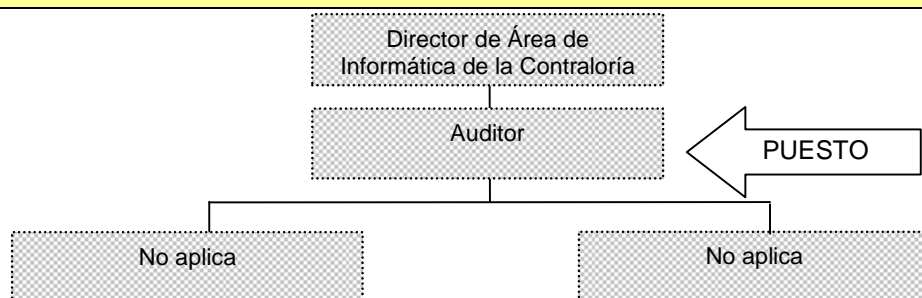 Director de Área de
Informática de la Contraloría
Auditor
PUESTO
No aplica
No aplica